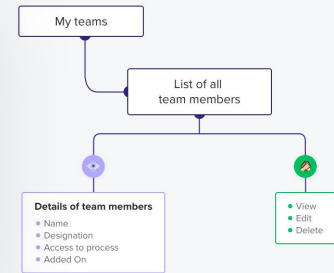 My teams
List of all
team members
Details of team members
Name
Designation
Access to process
Added On
View
Edit
Delete